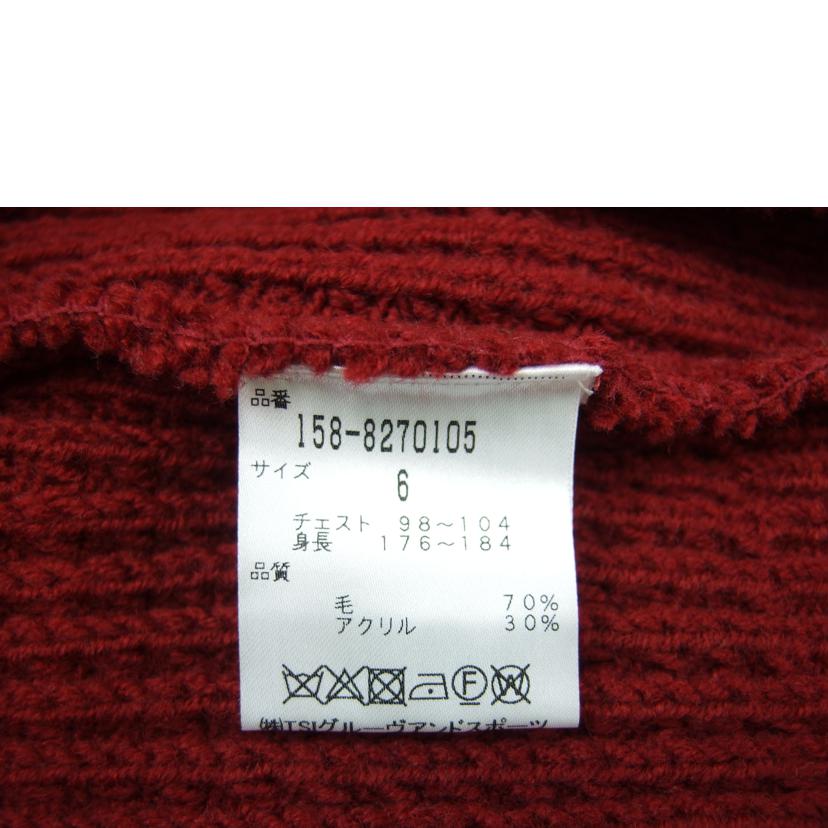 品番
158-8270105
サイズ
6
チェスト 98〜104
身長 176〜184
品質
毛 70%
アクリル 30%
F W
(株)TSIグルーヴアンドスポーツ